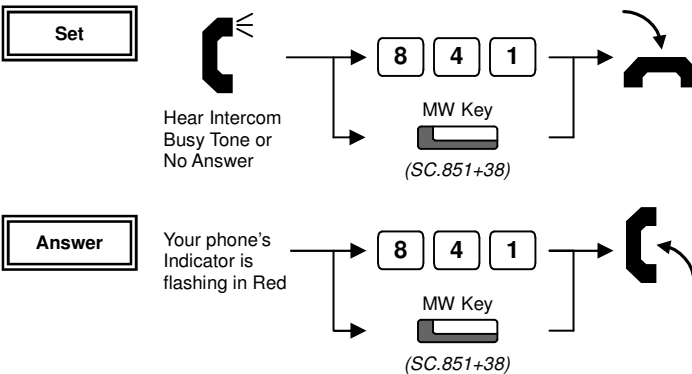 Set
Hear Intercom
Busy Tone or
No Answer
8 4 1
MW Key
(SC.851+38)
Answer
Your phone's
Indicator is
flashing in Red
8 4 1
MW Key
(SC.851+38)